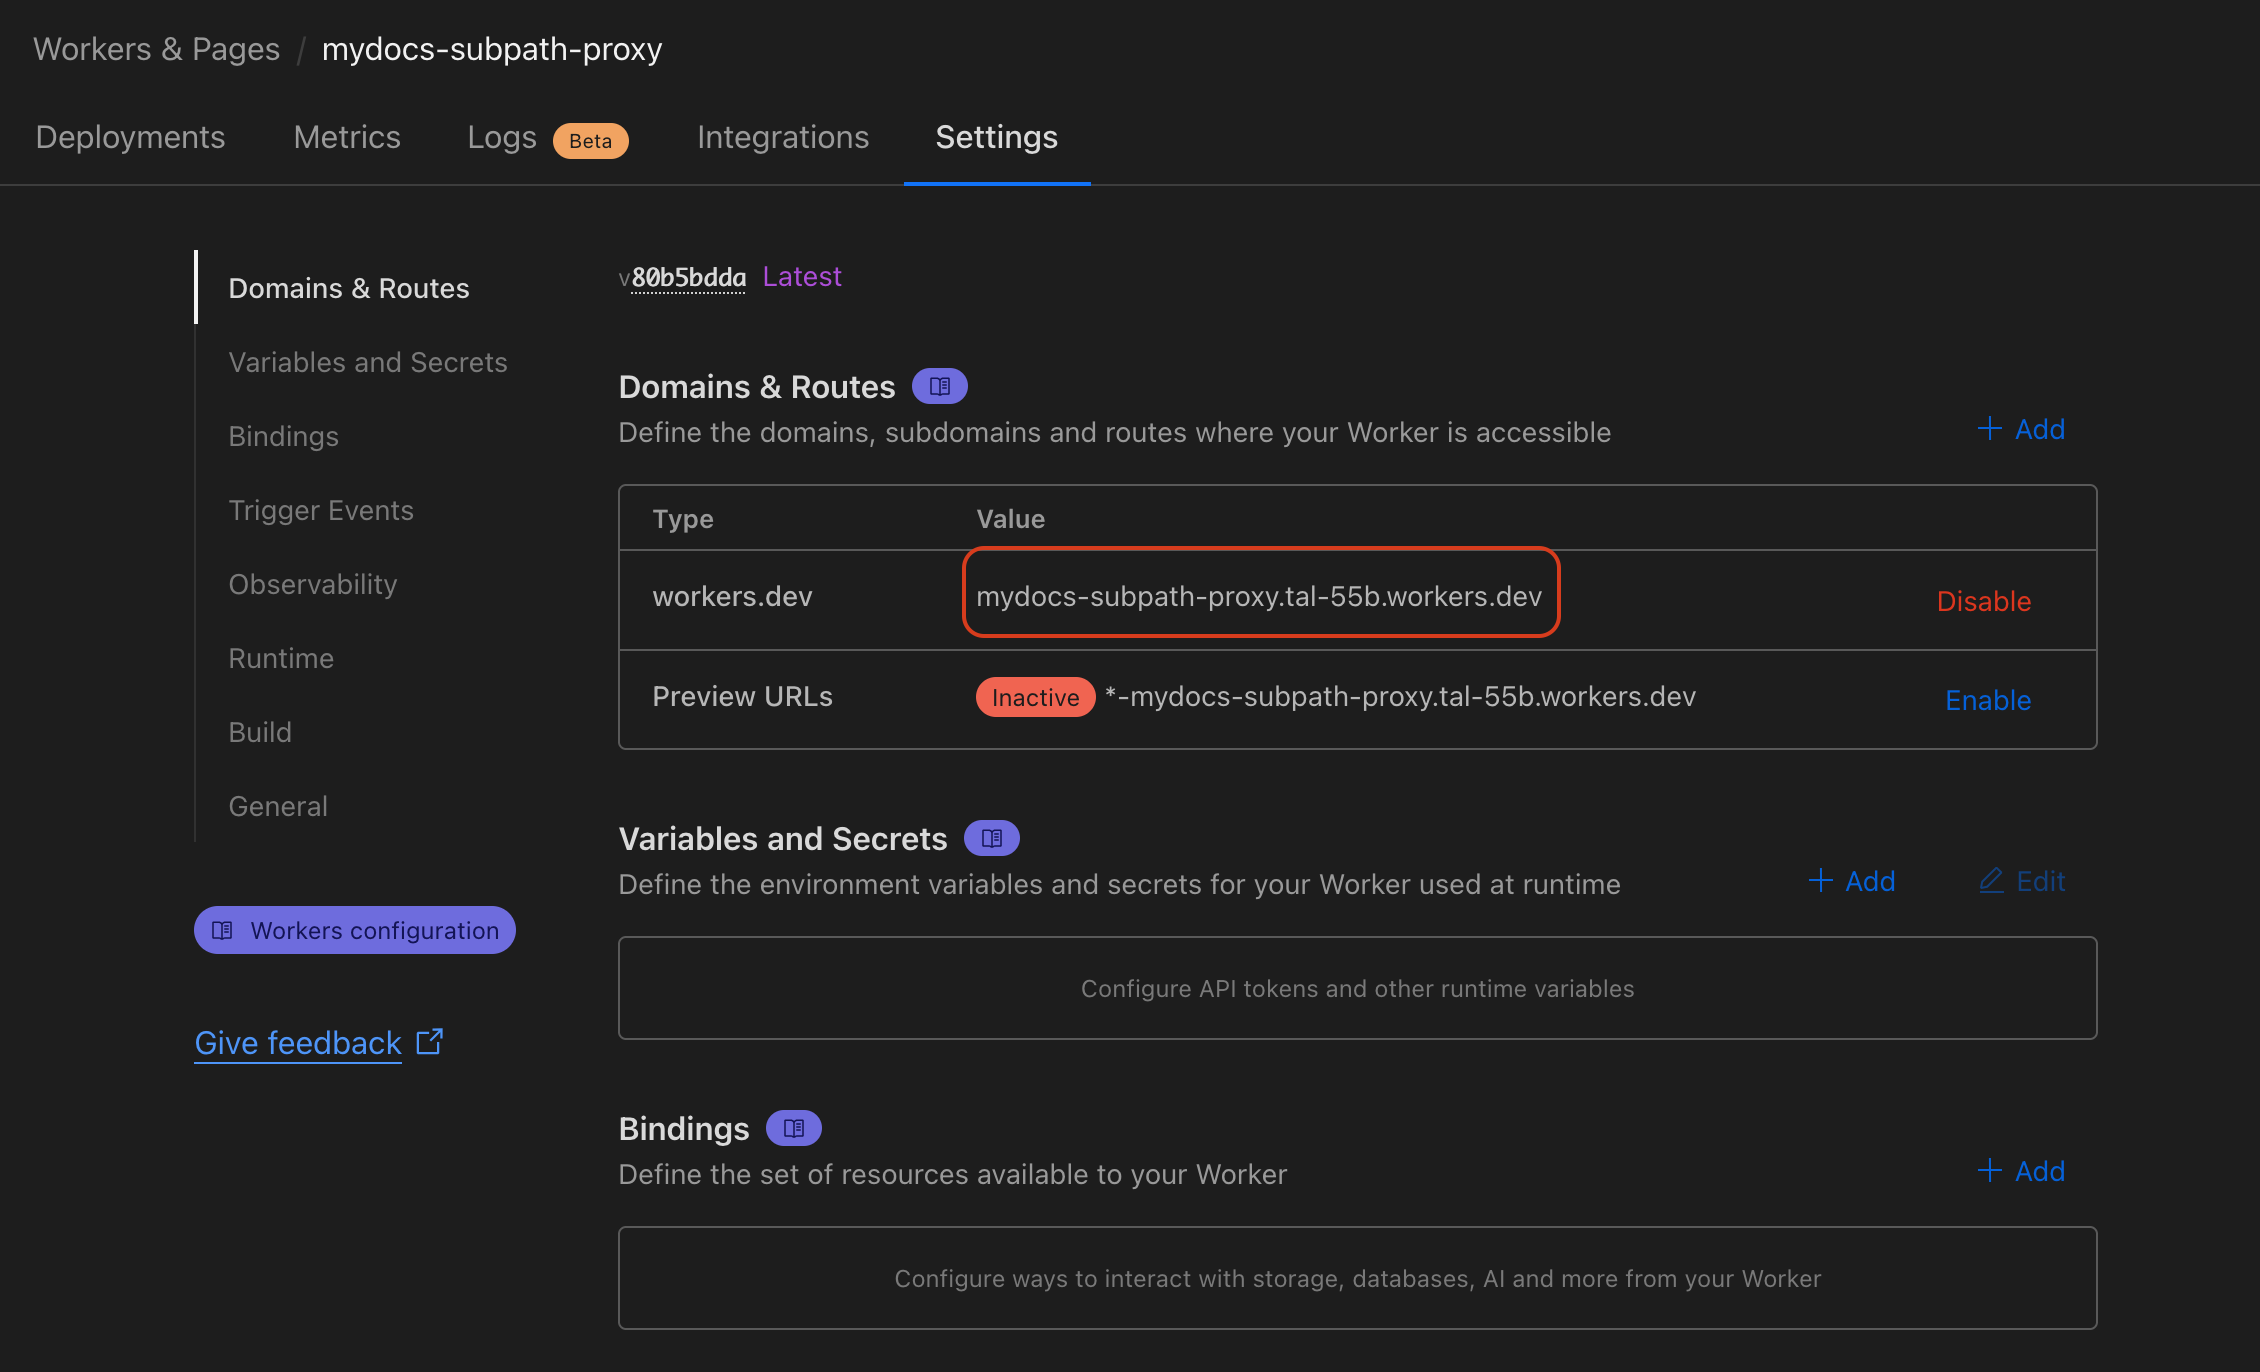 Workers & Pages / mydocs-subpath-proxy
Deployments Metrics Logs Beta Integrations Settings
Domains & Routes
Variables and Secrets
Bindings
Trigger Events
Observability
Runtime
Build
General
Workers configuration
Give feedback
v80b5bdda Latest
Domains & Routes
Define the domains, subdomains and routes where your Worker is accessible
+ Add
Type Value
workers.dev mydocs-subpath-proxy.tal-55b.workers.dev Disable
Preview URLs Inactive *-mydocs-subpath-proxy.tal-55b.workers.dev Enable
Variables and Secrets
Define the environment variables and secrets for your Worker used at runtime
+ Add Edit
Configure API tokens and other runtime variables
Bindings
Define the set of resources available to your Worker
+ Add
Configure ways to interact with storage, databases, AI and more from your Worker